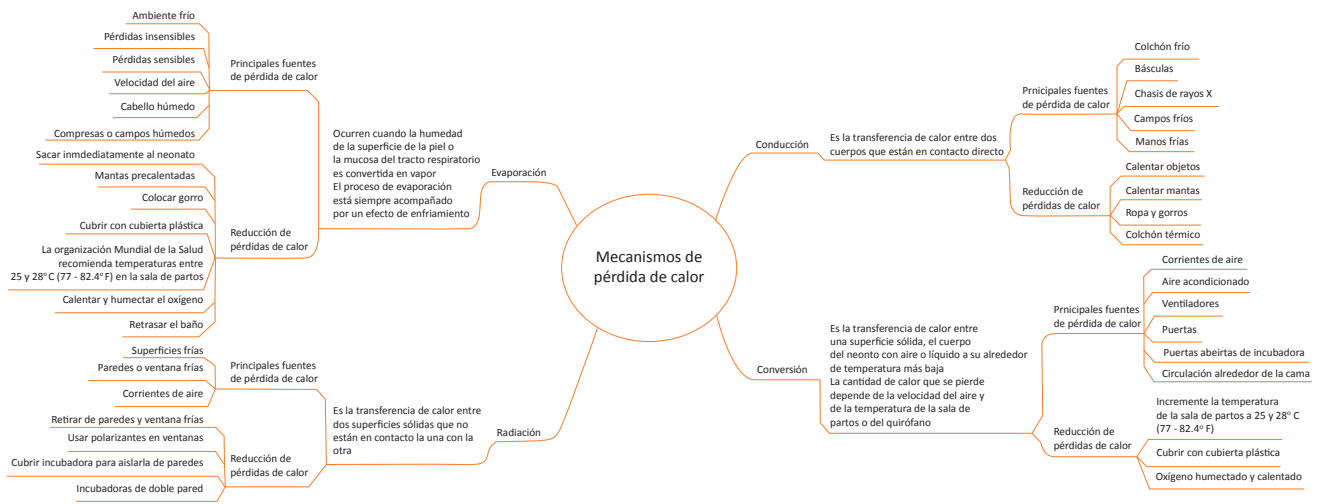 Mecanismos de
pérdida de calor
Evaporación
Ocurren cuando la humedad
de la superficie de la piel o
la mucosa del tracto respiratorio
es convertida en vapor
El proceso de evaporación
está siempre acompañado
por un efecto de enfriamiento
Principales fuentes
de pérdida de calor
Ambiente frío
Pérdidas insensibles
Pérdidas sensibles
Velocidad del aire
Cabello húmedo
Compresas o campos húmedos
Reducción de
pérdidas de calor
Sacar inmdediatamente al neonato
Mantas precalentadas
Colocar gorro
Cubrir con cubierta plástica
La organización Mundial de la Salud
recomienda temperaturas entre
25 y 28° C (77 - 82.4° F) en la sala de partos
Calentar y humectar el oxígeno
Retrasar el baño
Radiación
Es la transferencia de calor entre
dos superficies sólidas que no
están en contacto la una con la
otra
Principales fuentes
de pérdida de calor
Superficies frías
Paredes o ventana frías
Corrientes de aire
Reducción de
pérdidas de calor
Retirar de paredes y ventana frías
Usar polarizantes en ventanas
Cubrir incubadora para aislarla de paredes
Incubadoras de doble pared
Conducción
Es la transferencia de calor entre dos
cuerpos que están en contacto directo
Prnicipales fuentes
de pérdida de calor
Colchón frío
Básculas
Chasis de rayos X
Campos fríos
Manos frías
Reducción de
pérdidas de calor
Calentar objetos
Calentar mantas
Ropa y gorros
Colchón térmico
Conversión
Es la transferencia de calor entre
una superficie sólida, el cuerpo
del neonto con aire o líquido a su alrededor
de temperatura más baja
La cantidad de calor que se pierde
depende de la velocidad del aire y
de la temperatura de la sala de
partos o del quirófano
Prnicipales fuentes
de pérdida de calor
Corrientes de aire
Aire acondicionado
Ventiladores
Puertas
Puertas abeirtas de incubadora
Circulación alrededor de la cama
Reducción de
pérdidas de calor
Incremente la temperatura
de la sala de partos a 25 y 28° C
(77 - 82.4° F)
Cubrir con cubierta plástica
Oxígeno humectado y calentado